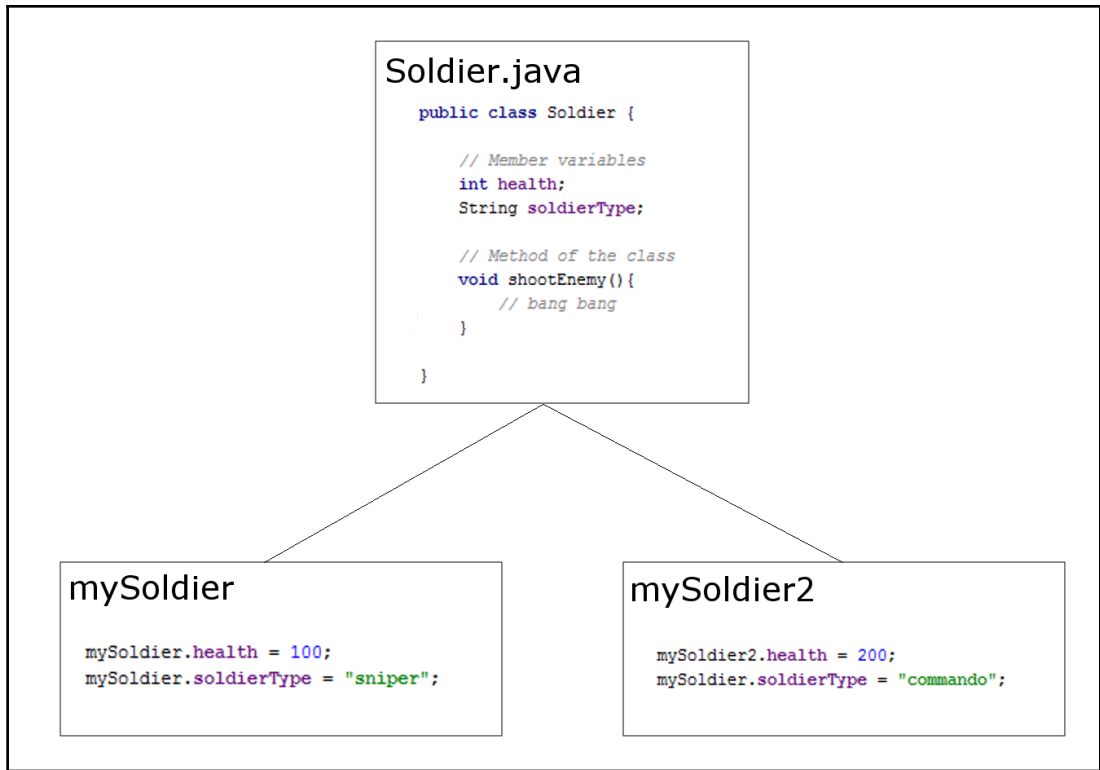 Soldier.java
public class Soldier {
// Member variables
int health;
String soldierType;
// Method of the class
void shootEnemy(){
// bang bang
}
}
mySoldier
mySoldier.health = 100;
mySoldier.soldierType = "sniper";
mySoldier2
mySoldier2.health = 200;
mySoldier.soldierType = "commando";